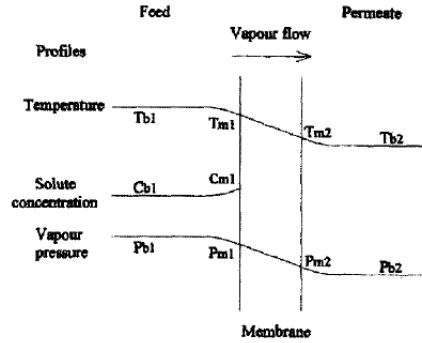 Feed
Permeate
Vapour flow
Profiles
Temperature
Tb1
Tm1
Tm2
Tb2
Solute
concentration
Cb1
Cm1
Vapour
pressure
Pb1
Pm1
Pm2
Pb2
Membrane